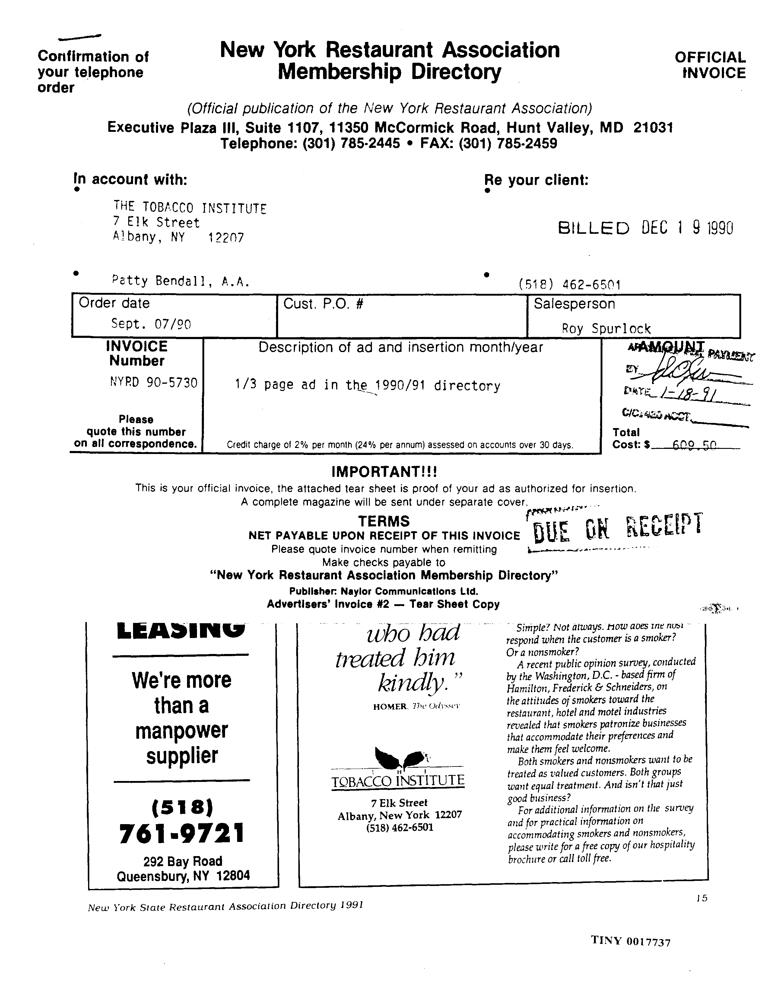 Confirmation of
your telephone
order
New York Restaurant Association
Membership Directory
OFFICIAL
INVOICE
(Official publication of the New York Restaurant Association)
Executive Plaza III, Suite 1107, 11350 McCormick Road, Hunt Valley, MD 21031
Telephone: (301) 785-2445 • FAX: (301) 785-2459
In account with:
Re your client:
THE TOBACCO INSTITUTE
7 Elk Street
Albany, NY 12207
BILLED DEC 19 1990
Patty Bendall, A.A.
(518) 462-6501
Order date
Cust. P.O. #
Salesperson
Sept. 07/90
Roy Spurlock
INVOICE
Number
Description of ad and insertion month/year
AMOUNT
PAYMENT
BY
NYRD 90-5730
1/3 page ad in the 1990/91 directory
DATE 1-18-91
ACCT.
Please
quote this number
on all correspondence.
Credit charge of 2% per month (24% per annum) assessed on accounts over 30 days.
Total
Cost: $ 609.50
IMPORTANT!!!
This is your official invoice, the attached tear sheet is proof of your ad as authorized for insertion.
A complete magazine will be sent under separate cover.
TERMS
NET PAYABLE UPON RECEIPT OF THIS INVOICE
DUE ON RECEIPT
Please quote invoice number when remitting
Make checks payable to
"New York Restaurant Association Membership Directory"
Publisher: Naylor Communications Ltd.
Advertisers' Invoice #2 — Tear Sheet Copy
LEASING
We're more
than a
manpower
supplier
(518)
761-9721
292 Bay Road
Queensbury, NY 12804
who had
treated him
kindly."
HOMER, The Odyssey
TOBACCO INSTITUTE
7 Elk Street
Albany, New York 12207
(518) 462-6501
Simple? Not always. How does the host
respond when the customer is a smoker?
Or a nonsmoker?
A recent public opinion survey, conducted
by the Washington, D.C. - based firm of
Hamilton, Frederick & Schneiders, on
the attitudes of smokers toward the
restaurant, hotel and motel industries
revealed that smokers patronize businesses
that accommodate their preferences and
make them feel welcome.
Both smokers and nonsmokers want to be
treated as valued customers. Both groups
want equal treatment. And isn't that just
good business?
For additional information on the survey
and for practical information on
accommodating smokers and nonsmokers,
please write for a free copy of our hospitality
brochure or call toll free.
New York State Restaurant Association Directory 1991
15
TINY 0017737